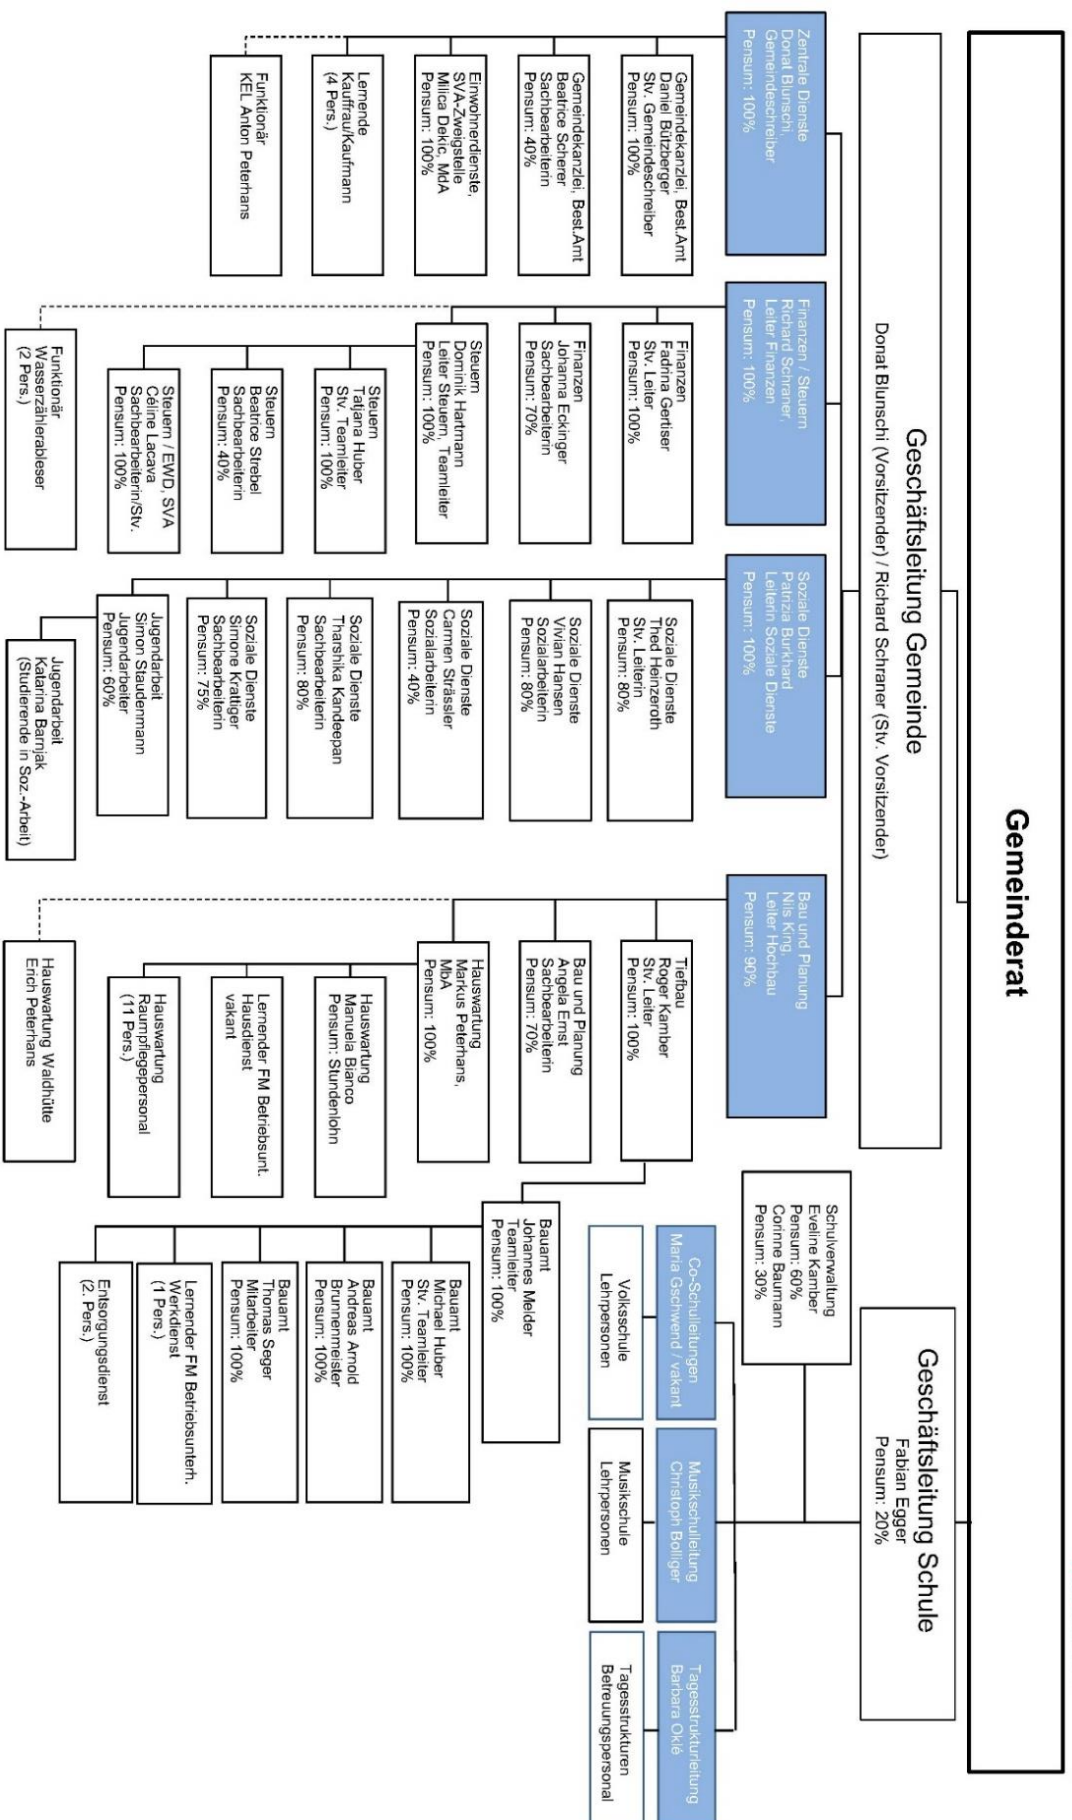 Gemeinderat
Geschäftsleitung Gemeinde
Donat Blunschi (Vorsitzender) / Richard Schraner (Stv. Vorsitzender)
Geschäftsleitung Schule
Fabian Egger
Pensum: 20%
Zentrale Dienste
Donat Blunschi,
Gemeindeschreiber
Pensum: 100%
Gemeindekanzlei, Best.Amt
Daniel Bützberger
Stv. Gemeindeschreiber
Pensum: 100%
Gemeindekanzlei, Best.Amt
Beatrice Scherer
Sachbearbeiterin
Pensum: 40%
Einwohnerdienste,
SVA-Zweigstelle
Milica Dekic, MdA
Pensum: 100%
Lernende
Kauffrau/Kaufmann
(4 Pers.)
Funktionär
KEL Anton Peterhans
Finanzen / Steuern
Richard Schraner,
Leiter Finanzen
Pensum: 100%
Finanzen
Fadrina Gertiser
Stv. Leiter
Pensum: 100%
Finanzen
Johanna Eckinger
Sachbearbeiterin
Pensum: 70%
Steuern
Dominik Hartmann
Leiter Steuern, Teamleiter
Pensum: 100%
Steuern
Tatjana Huber
Stv. Teamleiter
Pensum: 100%
Steuern
Beatrice Strebel
Sachbearbeiterin
Pensum: 40%
Steuern / EWD, SVA
Céline Lacava
Sachbearbeiterin/Stv.
Pensum: 100%
Funktionär
Wasserzählerableser
(2 Pers.)
Soziale Dienste
Patrizia Burkhard
Leiterin Soziale Dienste
Pensum: 100%
Soziale Dienste
Thed Heinzeroth
Stv. Leiterin
Pensum: 80%
Soziale Dienste
Vivian Hansen
Sozialarbeiterin
Pensum: 80%
Soziale Dienste
Carmen Strässler
Sozialarbeiterin
Pensum: 40%
Soziale Dienste
Tharshika Kandeepan
Sachbearbeiterin
Pensum: 80%
Soziale Dienste
Simone Krattiger
Sachbearbeiterin
Pensum: 75%
Jugendarbeit
Simon Staudenmann
Jugendarbeiter
Pensum: 60%
Jugendarbeit
Katarina Barnjak
(Studierende in Soz.-Arbeit)
Bau und Planung
Nils King,
Leiter Hochbau
Pensum: 90%
Tiefbau
Roger Kamber
Stv. Leiter
Pensum: 100%
Bau und Planung
Angela Ernst
Sachbearbeiterin
Pensum: 70%
Hauswartung
Markus Peterhans,
MbA
Pensum: 100%
Hauswartung
Manuela Bianco
Pensum: Stundenlohn
Lernender FM Betriebsunt.
Hausdienst
vakant
Hauswartung
Raumpflegepersonal
(11 Pers.)
Hauswartung Waldhütte
Erich Peterhans
Bauamt
Johannes Melder
Teamleiter
Pensum: 100%
Bauamt
Michael Huber
Stv. Teamleiter
Pensum: 100%
Bauamt
Andreas Arnold
Brunnenmeister
Pensum: 100%
Bauamt
Thomas Seger
Mitarbeiter
Pensum: 100%
Lernender FM Betriebsunterh.
Werkdienst
(1 Pers.)
Entsorgungsdienst
(2. Pers.)
Schulverwaltung
Eveline Kamber
Pensum: 60%
Corinne Baumann
Pensum: 30%
Co-Schulleitungen
Maria Gschwend / vakant
Volksschule
Lehrpersonen
Musikschulleitung
Christoph Bolliger
Musikschule
Lehrpersonen
Tagesstrukturleitung
Barbara Oklé
Tagesstrukturen
Betreuungspersonal